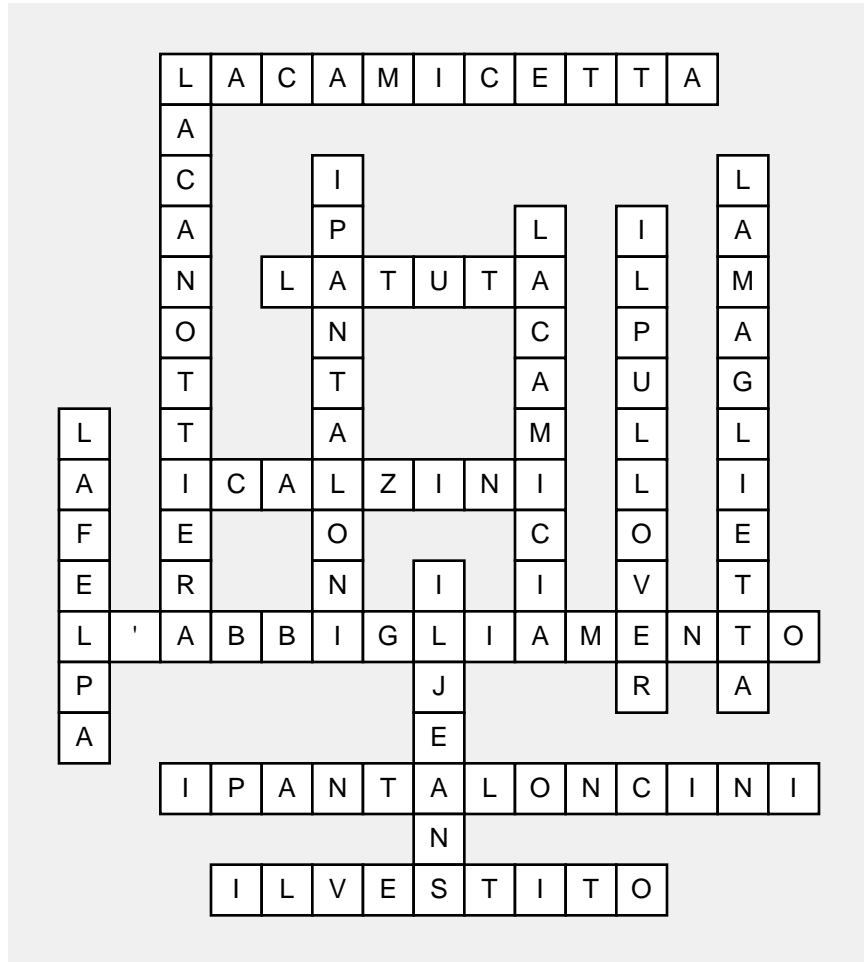 LACAMICETTA
LACANOTTIERA
IPANTALONI
LAMAGLIETTA
LACAMICIA
ILPULLOVER
LATUTA
LAFELPA
ICALZINI
ILJEANS
L'ABBIGLIAMENTO
IPANTALONCINI
ILVESTITO